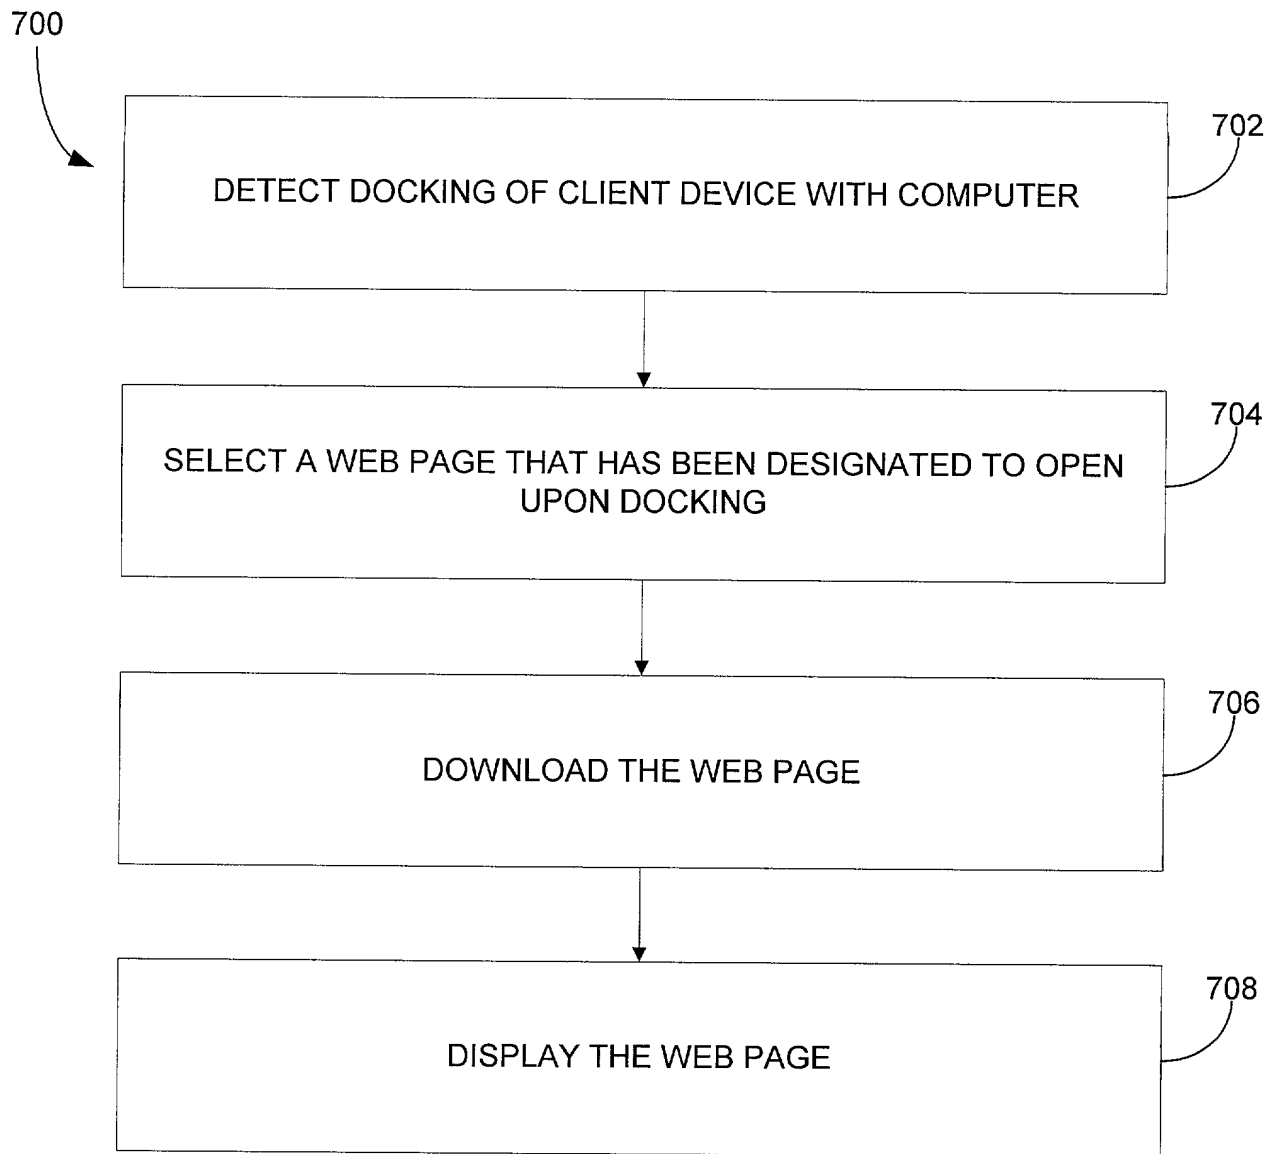 700
702
DETECT DOCKING OF CLIENT DEVICE WITH COMPUTER
704
SELECT A WEB PAGE THAT HAS BEEN DESIGNATED TO OPEN
UPON DOCKING
706
DOWNLOAD THE WEB PAGE
708
DISPLAY THE WEB PAGE